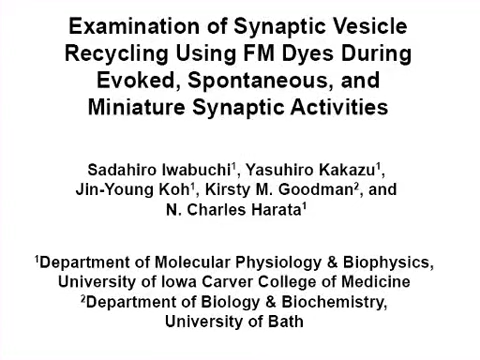 Examination of Synaptic Vesicle
Recycling Using FM Dyes During
Evoked, Spontaneous, and
Miniature Synaptic Activities
Sadahiro Iwabuchi¹, Yasuhiro Kakazu¹,
Jin-Young Koh¹, Kirsty M. Goodman², and
N. Charles Harata¹
¹Department of Molecular Physiology & Biophysics,
University of Iowa Carver College of Medicine
²Department of Biology & Biochemistry,
University of Bath